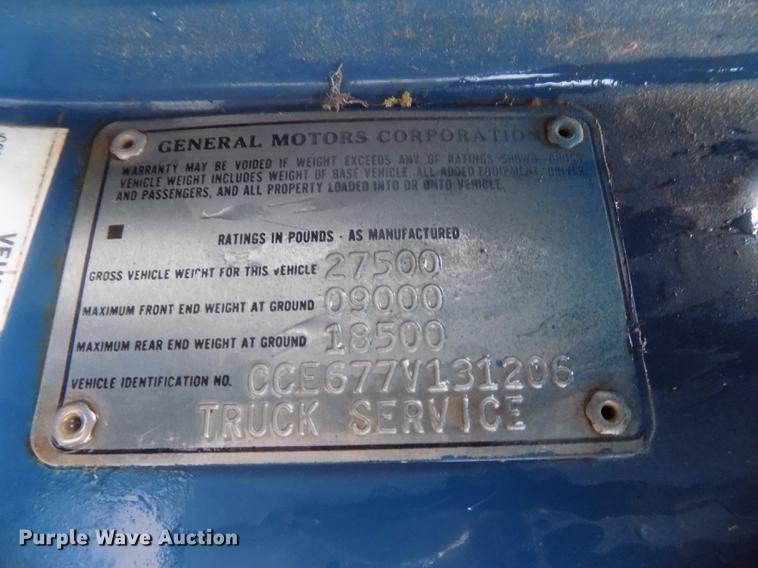 GENERAL MOTORS CORPORATION
WARRANTY MAY BE VOIDED IF WEIGHT EXCEEDS ANY OF RATINGS SHOWN. GROSS
VEHICLE WEIGHT INCLUDES WEIGHT OF BASE VEHICLE, ALL ADDED EQUIPMENT, DRIVER
AND PASSENGERS, AND ALL PROPERTY LOADED INTO OR ONTO VEHICLE.
RATINGS IN POUNDS - AS MANUFACTURED
GROSS VEHICLE WEIGHT FOR THIS VEHICLE 27500
MAXIMUM FRONT END WEIGHT AT GROUND 09000
MAXIMUM REAR END WEIGHT AT GROUND 18500
VEHICLE IDENTIFICATION NO. CCE677V131206
TRUCK SERVICE
Purple Wave Auction